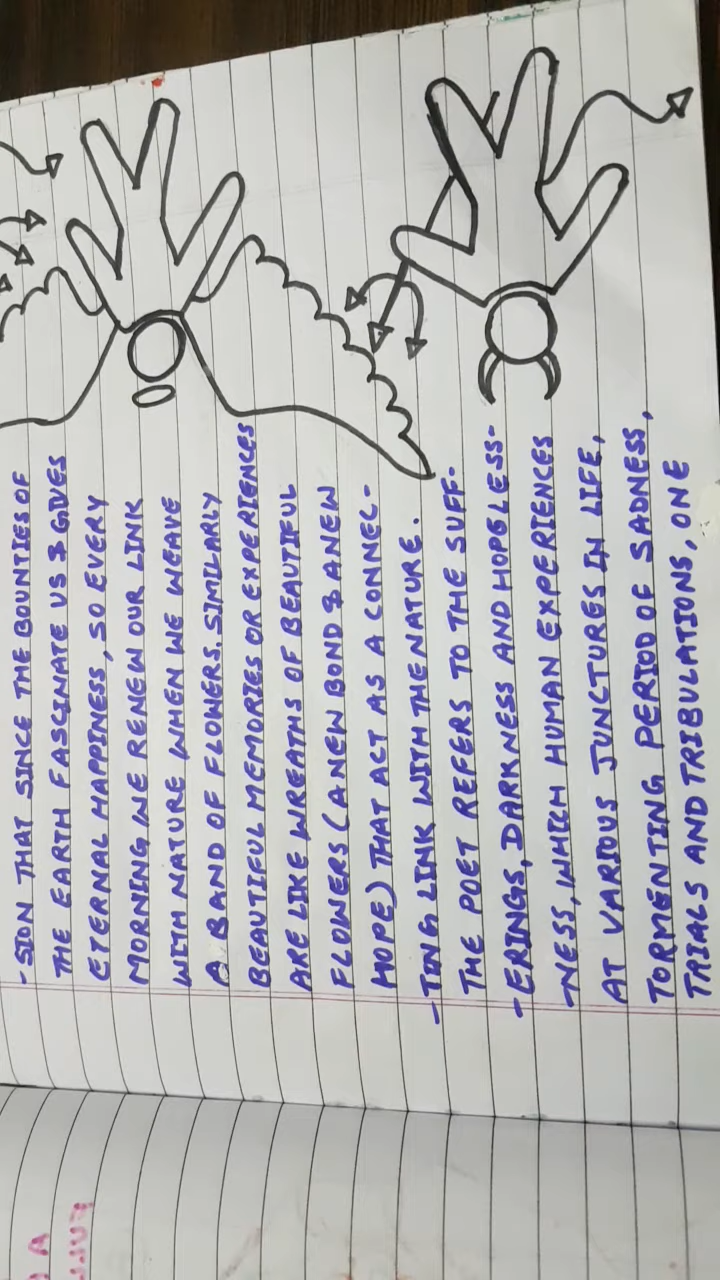 -SION THAT SINCE THE BOUNTIES OF
THE EARTH FASCINATE US & GIVES
ETERNAL HAPPINESS, SO EVERY
MORNING WE RENEW OUR LINK
WITH NATURE WHEN WE WEAVE
A BAND OF FLOWERS. SIMILARLY
BEAUTIFUL MEMORIES OR EXPERIENCES
ARE LIKE WREATHS OF BEAUTIFUL
FLOWERS (A NEW BOND & A NEW
HOPE) THAT ACT AS A CONNEC-
-TING LINK WITH THE NATURE.
THE POET REFERS TO THE SUFF-
-ERINGS, DARKNESS AND HOPELESS-
-NESS, WHICH HUMAN EXPERIENCES
AT VARIOUS JUNCTURES IN LIFE,
TORMENTING PERIOD OF SADNESS,
TRIALS AND TRIBULATIONS, ONE